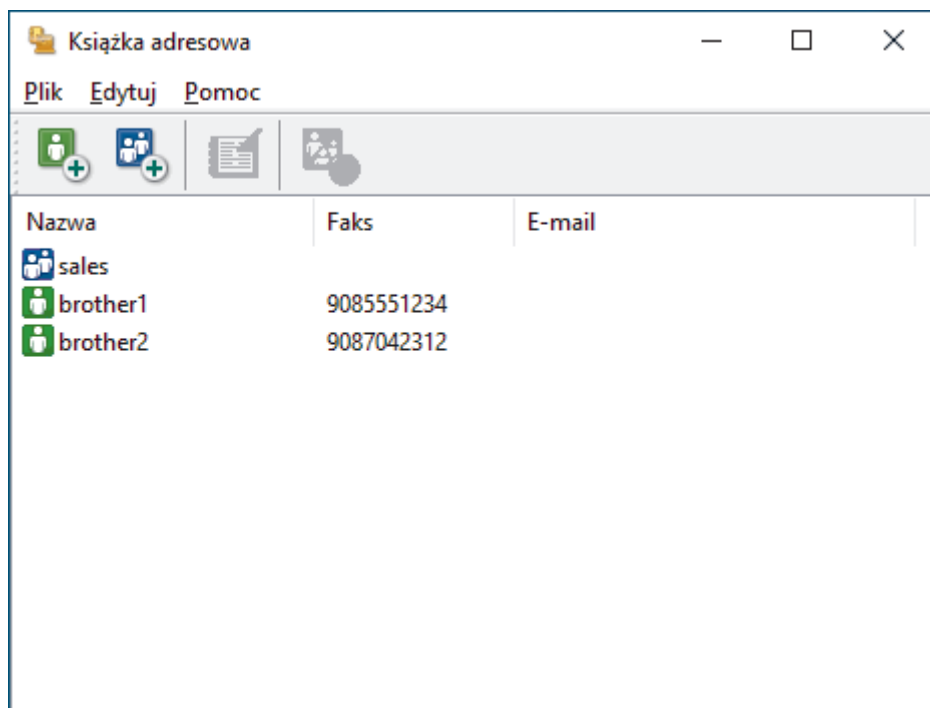 Książka adresowa
Plik Edytuj Pomoc
Nazwa Faks E-mail
sales
brother1 9085551234
brother2 9087042312